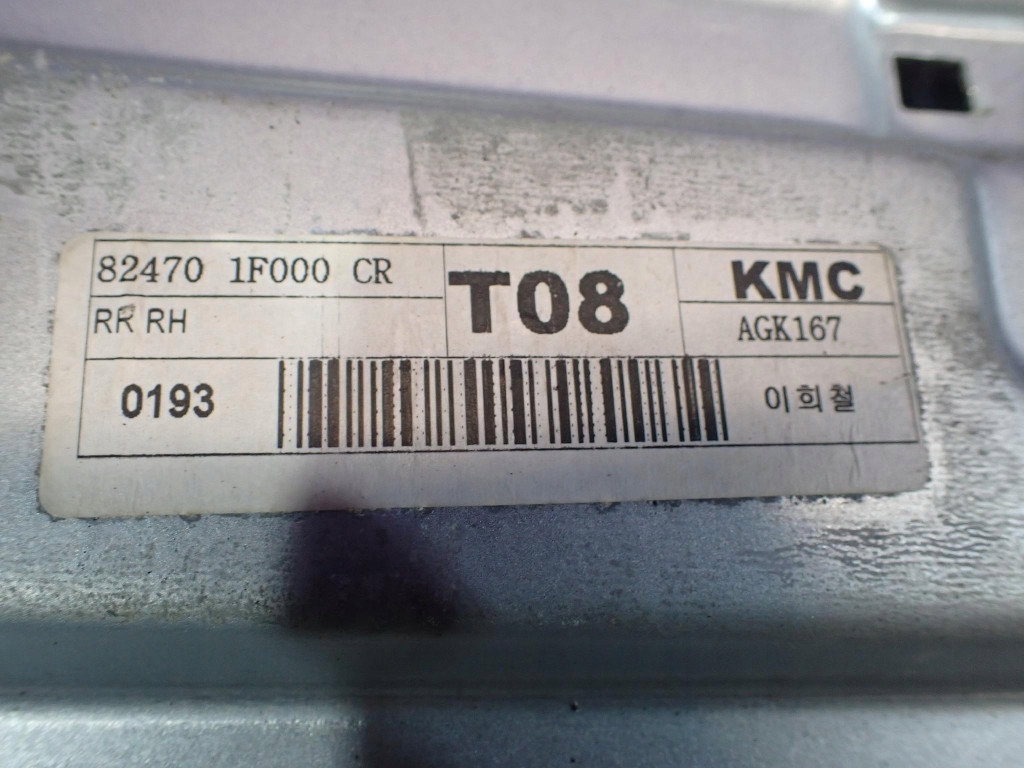 82470 1F000 CR
T08
KMC
RR RH
AGK167
0193
이희철